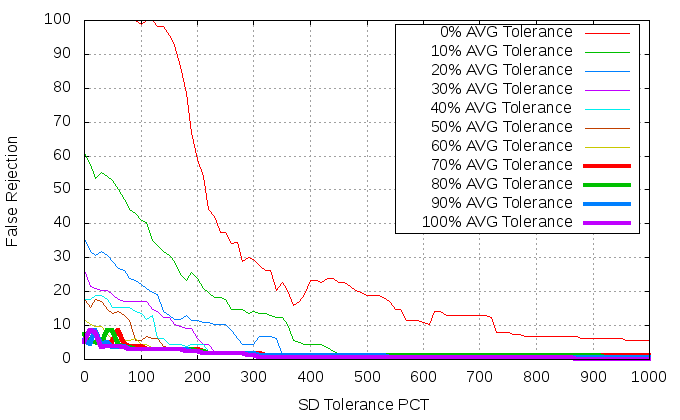 100
90
80
70
60
50
40
30
20
10
0
False Rejection
0% AVG Tolerance
10% AVG Tolerance
20% AVG Tolerance
30% AVG Tolerance
40% AVG Tolerance
50% AVG Tolerance
60% AVG Tolerance
70% AVG Tolerance
80% AVG Tolerance
90% AVG Tolerance
100% AVG Tolerance
0 100 200 300 400 500 600 700 800 900 1000
SD Tolerance PCT